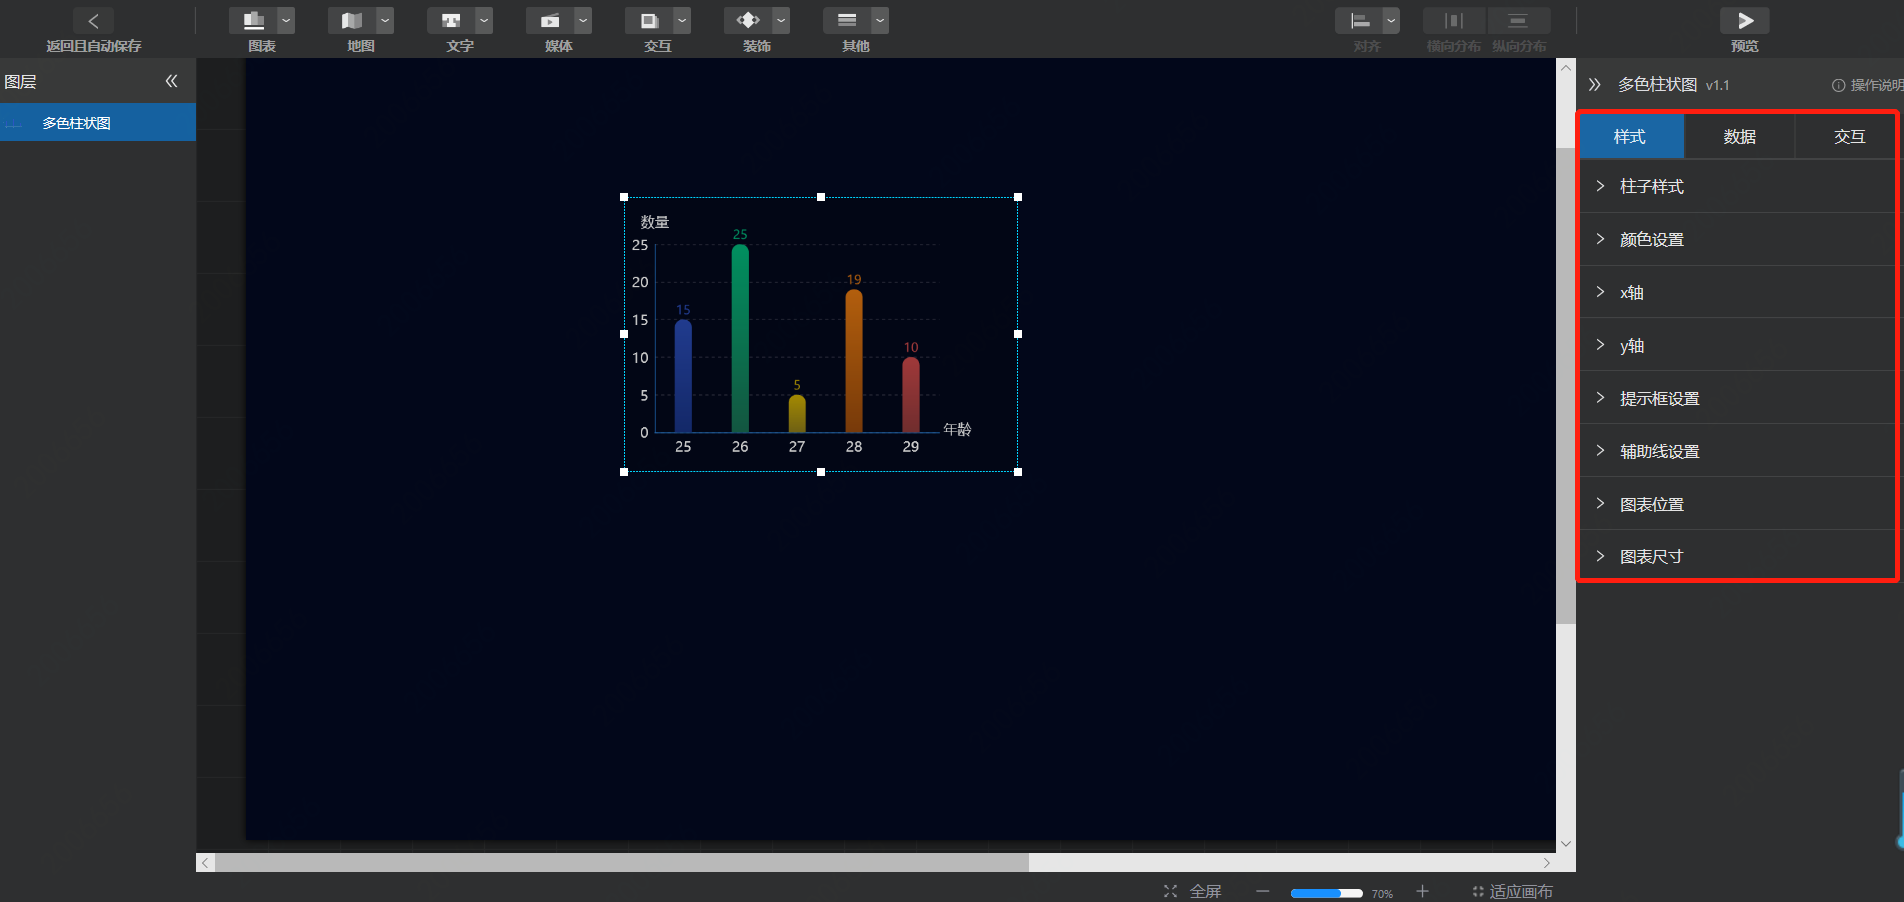 返回且自动保存
图表
地图
文字
媒体
交互
装饰
其他
对齐
横向分布
纵向分布
预览
图层
多色柱状图
数量
25
20
15
10
5
0
15
25
5
19
10
25
26
27
28
29
年龄
多色柱状图 v1.1
操作说明
样式
数据
交互
柱子样式
颜色设置
x轴
y轴
提示框设置
辅助线设置
图表位置
图表尺寸
全屏
70%
适应画布